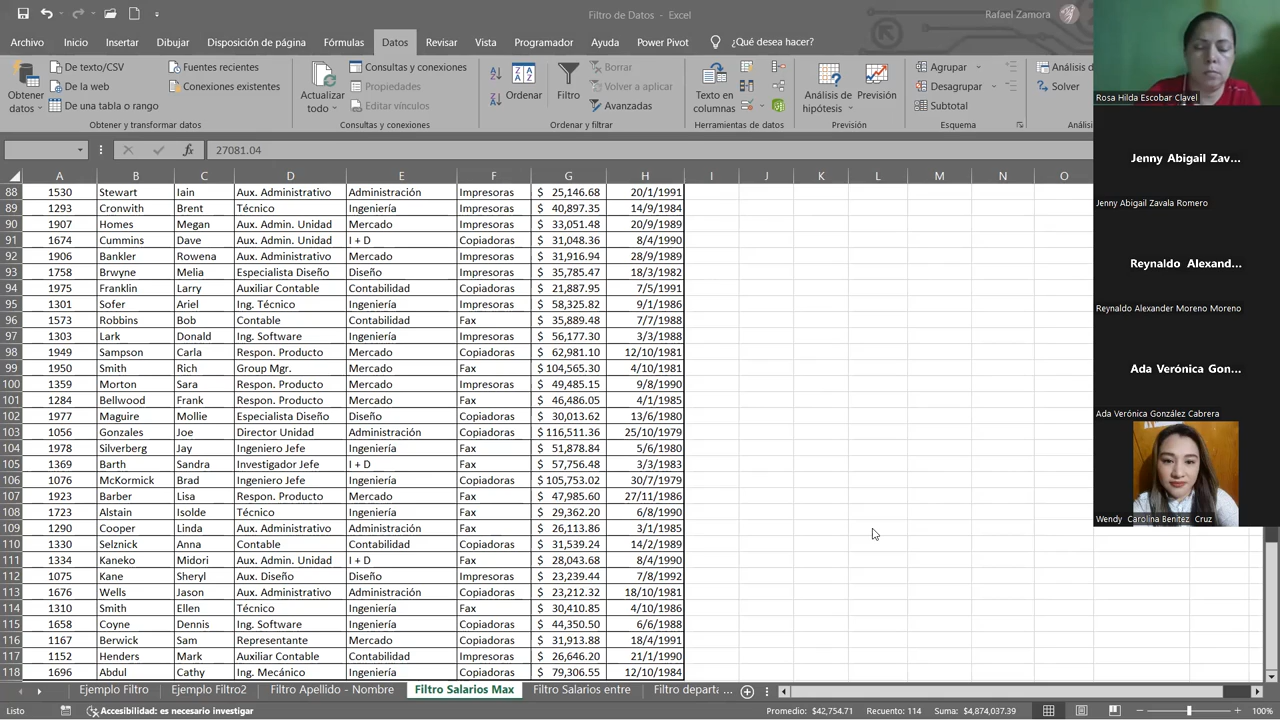 Filtro de Datos - Excel
Rafael Zamora
Archivo Inicio Insertar Dibujar Disposición de página Fórmulas Datos Revisar Vista Programador Ayuda Power Pivot ¿Qué desea hacer?
Obtener datos
De texto/CSV
De la web
De una tabla o rango
Fuentes recientes
Conexiones existentes
Obtener y transformar datos
Actualizar todo
Consultas y conexiones
Propiedades
Editar vínculos
Consultas y conexiones
Ordenar
Filtro
Borrar
Volver a aplicar
Avanzadas
Ordenar y filtrar
Texto en columnas
Herramientas de datos
Análisis de hipótesis
Previsión
Previsión
Agrupar
Desagrupar
Subtotal
Esquema
Análisis d
Solver
Análisi
fx 27081.04
A B C D E F G H I J K L M N O
88 1530 Stewart Iain Aux. Administrativo Administración Impresoras $ 25,146.68 20/1/1991
89 1293 Cronwith Brent Técnico Ingeniería Impresoras $ 40,897.35 14/9/1984
90 1907 Homes Megan Aux. Admin. Unidad Mercado Impresoras $ 33,051.48 20/9/1989
91 1674 Cummins Dave Aux. Admin. Unidad I + D Copiadoras $ 31,048.36 8/4/1990
92 1906 Bankler Rowena Aux. Administrativo Mercado Impresoras $ 31,916.94 28/9/1989
93 1758 Brwyne Melia Especialista Diseño Diseño Impresoras $ 35,785.47 18/3/1982
94 1975 Franklin Larry Auxiliar Contable Contabilidad Copiadoras $ 21,887.95 7/5/1991
95 1301 Sofer Ariel Ing. Técnico Ingeniería Impresoras $ 58,325.82 9/1/1986
96 1573 Robbins Bob Contable Contabilidad Fax $ 35,889.48 7/7/1988
97 1303 Lark Donald Ing. Software Ingeniería Impresoras $ 56,177.30 3/3/1988
98 1949 Sampson Carla Respon. Producto Mercado Copiadoras $ 62,981.10 12/10/1981
99 1950 Smith Rich Group Mgr. Mercado Fax $ 104,565.30 4/10/1981
100 1359 Morton Sara Respon. Producto Mercado Impresoras $ 49,485.15 9/8/1990
101 1284 Bellwood Frank Respon. Producto Mercado Fax $ 46,486.05 4/1/1985
102 1977 Maguire Mollie Especialista Diseño Diseño Copiadoras $ 30,013.62 13/6/1980
103 1056 Gonzales Joe Director Unidad Administración Copiadoras $ 116,511.36 25/10/1979
104 1978 Silverberg Jay Ingeniero Jefe Ingeniería Fax $ 51,878.84 5/6/1980
105 1369 Barth Sandra Investigador Jefe I + D Fax $ 57,756.48 3/3/1983
106 1076 McKormick Brad Ingeniero Jefe Ingeniería Fax $ 105,753.02 30/7/1979
107 1923 Barber Lisa Respon. Producto Mercado Fax $ 47,985.60 27/11/1986
108 1723 Alstain Isolde Técnico Ingeniería Fax $ 29,362.20 6/8/1990
109 1290 Cooper Linda Aux. Administrativo Administración Fax $ 26,113.86 3/1/1985
110 1330 Selznick Anna Contable Contabilidad Fax $ 31,539.24 14/2/1989
111 1334 Kaneko Midori Aux. Admin. Unidad I + D Fax $ 28,043.68 8/4/1990
112 1075 Kane Sheryl Aux. Diseño Diseño Impresoras $ 23,239.44 7/8/1992
113 1676 Wells Jason Aux. Administrativo Administración Copiadoras $ 23,212.32 18/10/1981
114 1310 Smith Ellen Técnico Ingeniería Fax $ 30,410.85 4/10/1986
115 1658 Coyne Dennis Ing. Software Ingeniería Copiadoras $ 44,350.50 6/6/1988
116 1167 Berwick Sam Representante Mercado Copiadoras $ 31,913.88 18/4/1991
117 1152 Henders Mark Auxiliar Contable Contabilidad Fax $ 26,646.20 21/1/1990
118 1696 Abdul Cathy Ing. Mecánico Ingeniería Copiadoras $ 79,306.55 12/10/1984
Ejemplo Filtro Ejemplo Filtro2 Filtro Apellido - Nombre Filtro Salarios Max Filtro Salarios entre Filtro departa ...
Listo Accesibilidad: es necesario investigar Promedio: $42,754.71 Recuento: 114 Suma: $4,874,037.39 100%
Rosa Hilda Escobar Clavel
Jenny Abigail Zav...
Jenny Abigail Zavala Romero
Reynaldo Alexand...
Reynaldo Alexander Moreno Moreno
Ada Verónica Gon...
Ada Verónica González Cabrera
Wendy Carolina Benitez Cruz